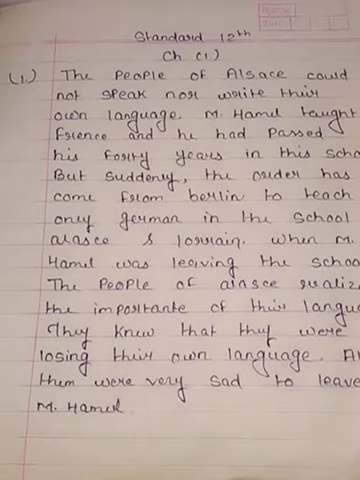 Standard 12th
Ch (1)
(1.) The People of Alsace could
not speak nor write their
own language. M. Hamel taught
Frence and he had passed
his forty years in this scho
But suddenly, the order has
come from berlin to teach
only german in the school
alasce & lorrain. When M.
Hamel was leaving the schoo
The People of alasce realiz
the importante of their langu
They knew that they were
losing their own language. Al
them were very sad to leave
M. Hamel